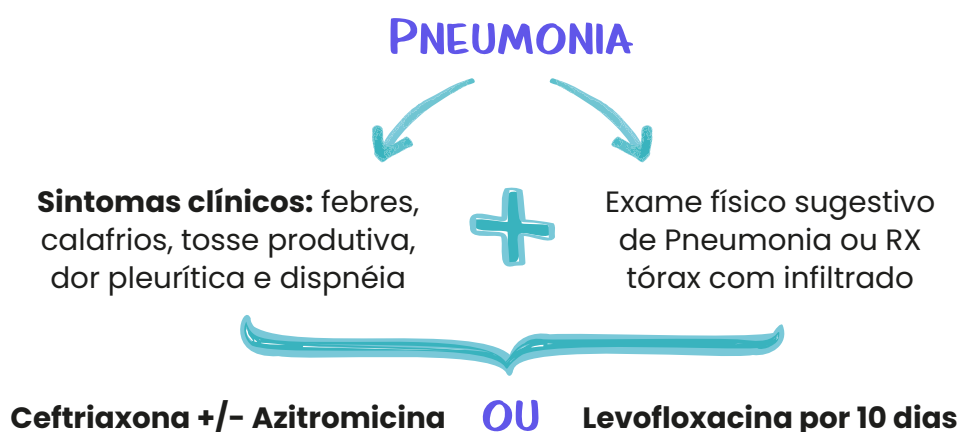 PNEUMONIA
Sintomas clínicos: febres,
calafrios, tosse produtiva,
dor pleurítica e dispnéia
+
Exame físico sugestivo
de Pneumonia ou RX
tórax com infiltrado
Ceftriaxona +/- Azitromicina OU Levofloxacina por 10 dias